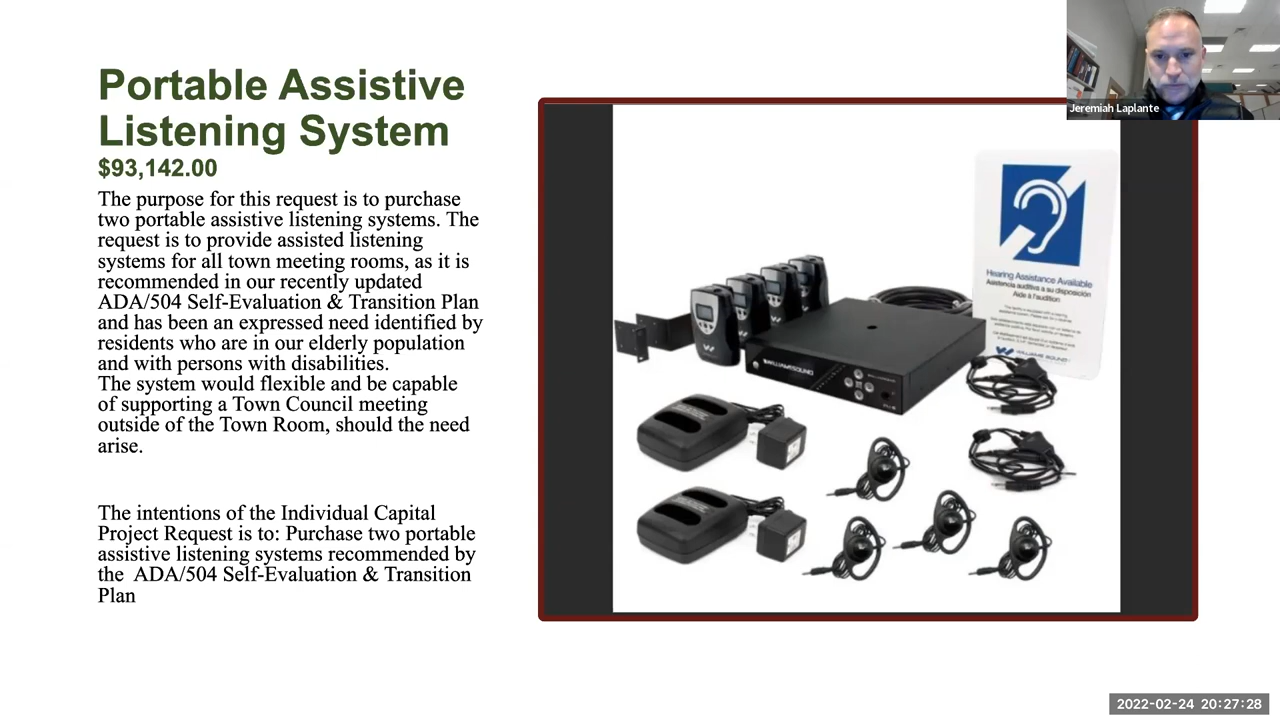 Portable Assistive
Listening System
$93,142.00
The purpose for this request is to purchase
two portable assistive listening systems. The
request is to provide assisted listening
systems for all town meeting rooms, as it is
recommended in our recently updated
ADA/504 Self-Evaluation & Transition Plan
and has been an expressed need identified by
residents who are in our elderly population
and with persons with disabilities.
The system would flexible and be capable
of supporting a Town Council meeting
outside of the Town Room, should the need
arise.
The intentions of the Individual Capital
Project Request is to: Purchase two portable
assistive listening systems recommended by
the ADA/504 Self-Evaluation & Transition
Plan
Jeremiah Laplante
Hearing Assistance Available
Asistencia auditiva a su disposición
Aide à l'audition
WILLIAMS SOUND
WILLIAMS SOUND
2022-02-24 20:27:28